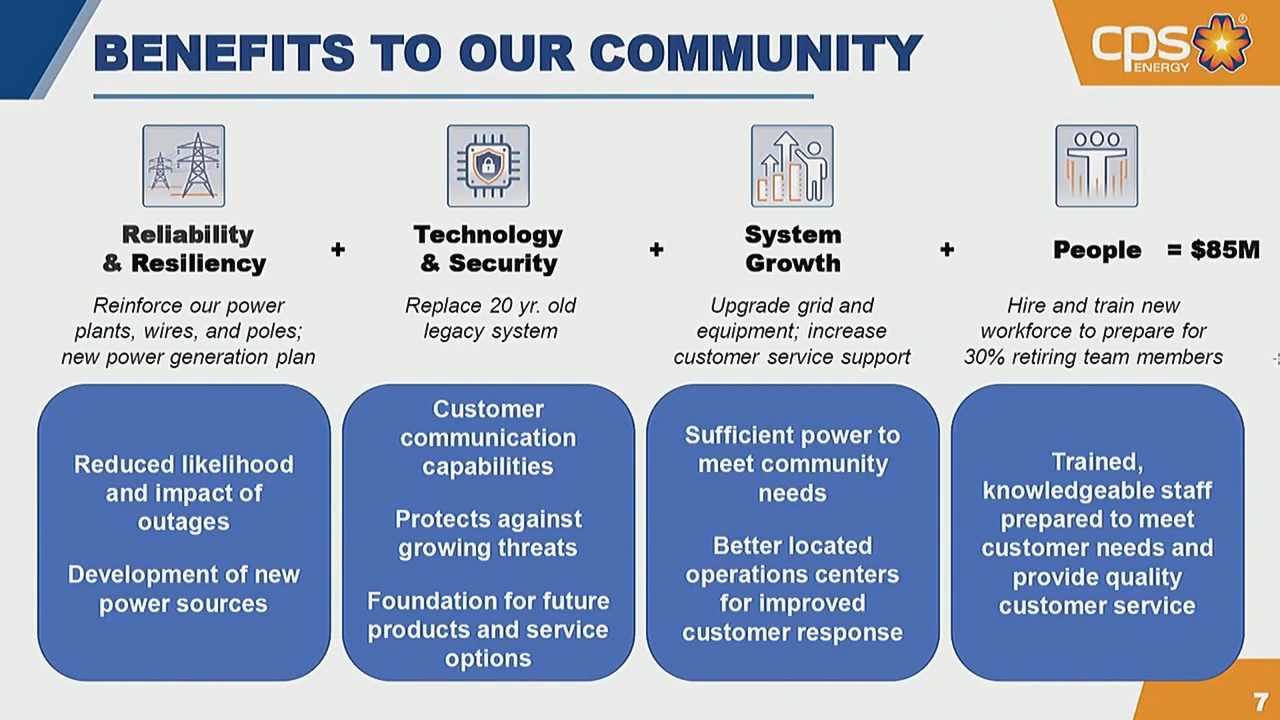 BENEFITS TO OUR COMMUNITY
cps
ENERGY
®
Reliability
& Resiliency
+
Technology
& Security
+
System
Growth
+
People = $85M
Reinforce our power
plants, wires, and poles;
new power generation plan
Replace 20 yr. old
legacy system
Upgrade grid and
equipment; increase
customer service support
Hire and train new
workforce to prepare for
30% retiring team members
Reduced likelihood
and impact of
outages
Development of new
power sources
Customer
communication
capabilities
Protects against
growing threats
Foundation for future
products and service
options
Sufficient power to
meet community
needs
Better located
operations centers
for improved
customer response
Trained,
knowledgeable staff
prepared to meet
customer needs and
provide quality
customer service
7